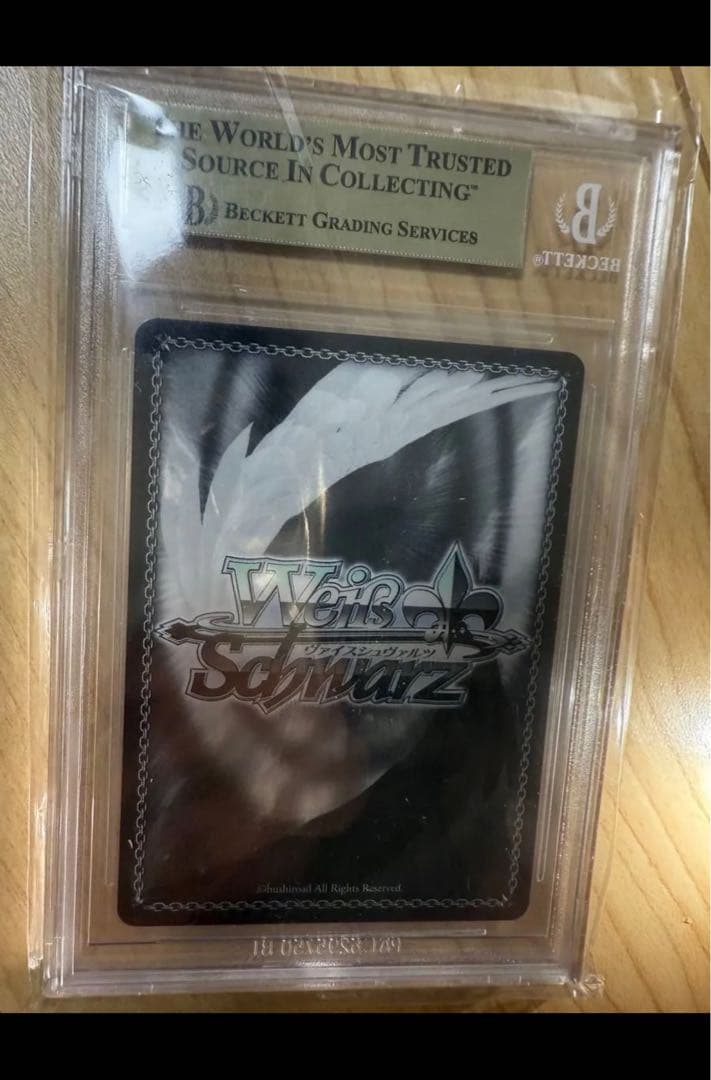 HE WORLD'S MOST TRUSTED
SOURCE IN COLLECTING™
B BECKETT GRADING SERVICES
B
BECKETT®
Weiß
ヴァイスシュヴァルツ
Schwarz
©bushiroad All Rights Reserved.